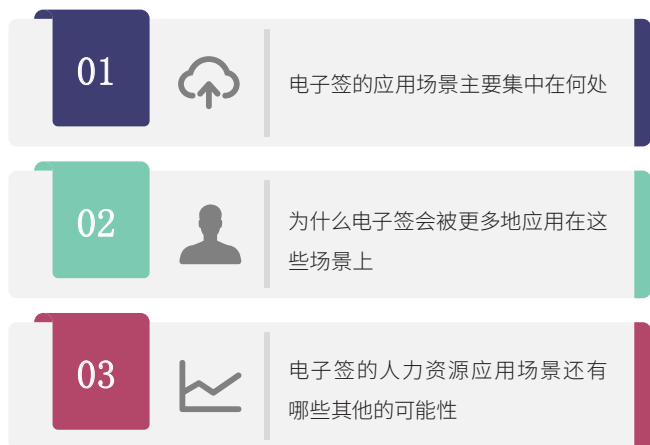 01
电子签的应用场景主要集中在何处
02
为什么电子签会被更多地应用在这
些场景上
03
电子签的人力资源应用场景还有
哪些其他的可能性